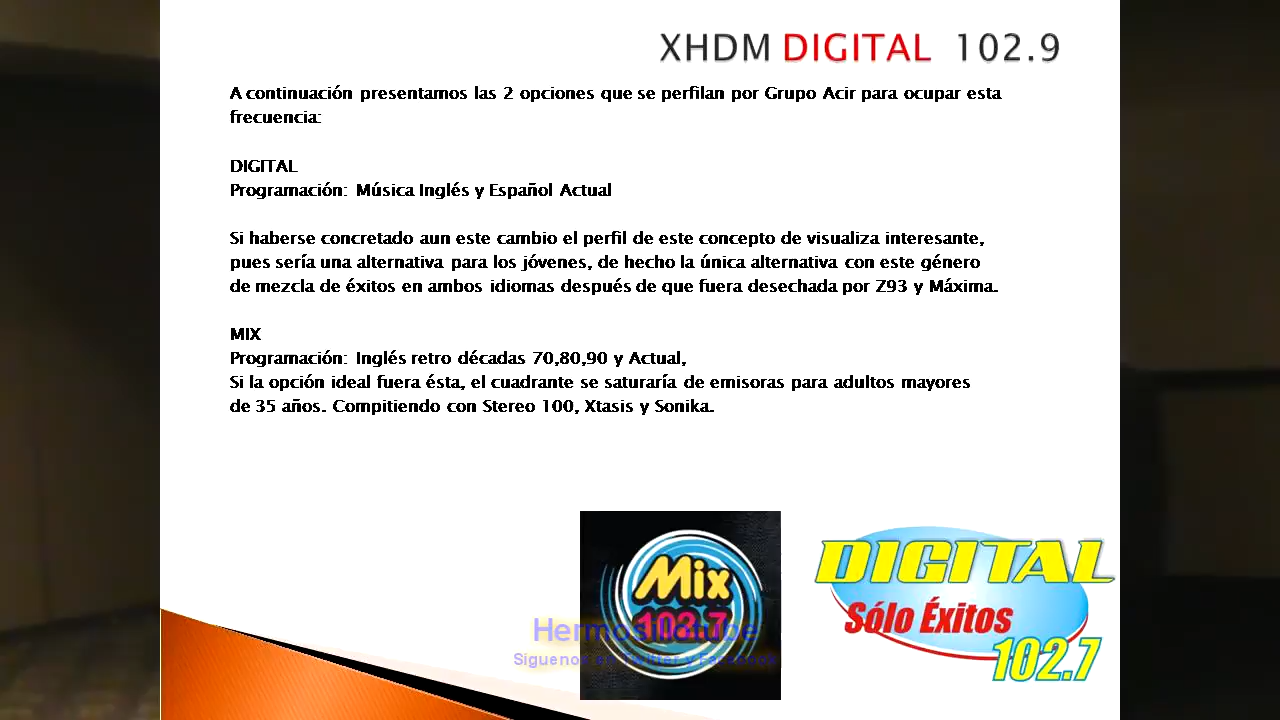 XHDM DIGITAL 102.9
A continuación presentamos las 2 opciones que se perfilan por Grupo Acir para ocupar esta
frecuencia:
DIGITAL
Programación: Música Inglés y Español Actual
Si haberse concretado aun este cambio el perfil de este concepto de visualiza interesante,
pues sería una alternativa para los jóvenes, de hecho la única alternativa con este género
de mezcla de éxitos en ambos idiomas después de que fuera desechada por Z93 y Máxima.
MIX
Programación: Inglés retro décadas 70,80,90 y Actual,
Si la opción ideal fuera ésta, el cuadrante se saturaría de emisoras para adultos mayores
de 35 años. Compitiendo con Stereo 100, Xtasis y Sonika.
Mix
103.7
DIGITAL
Sólo Éxitos
102.7
Hermosillotube
Siguenos en Twitter y Facebook